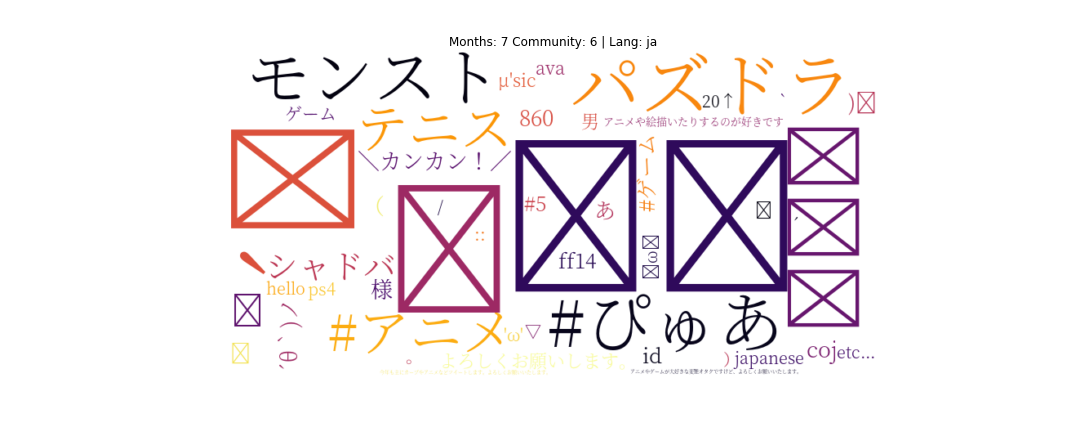 Months: 7 Community: 6 | Lang: ja
モンスト
μ'sic
ava
パズドラ
20↑
ゲーム
テニス
860
男
アニメや絵描いたりするのが好きです
＼カンカン！／
#ゲーム
(
/
#5
あ
::
ff14
シャドバ
hello
ps4
様
#アニメ
'ω'
▽
#ぴゅあ
id
japanese
coj
etc...
よろしくお願いします。
アニメやゲームが大好きな変態オタクですけど、よろしくお願いいたします。